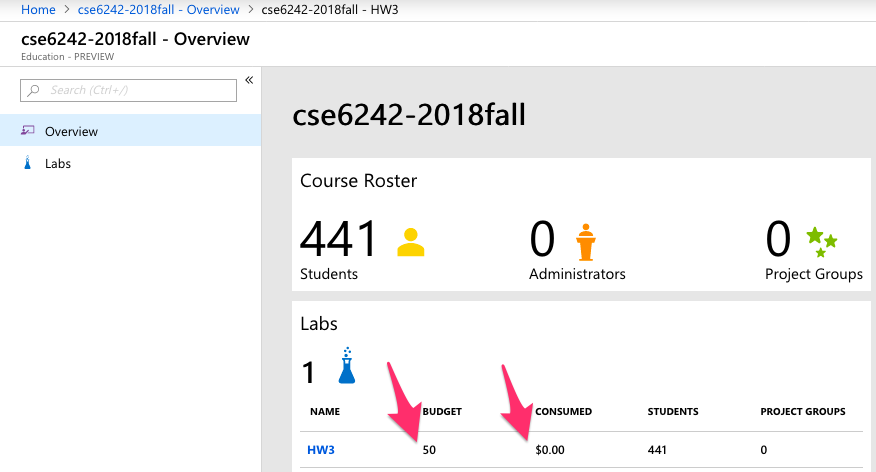 Home > cse6242-2018fall - Overview > cse6242-2018fall - HW3
cse6242-2018fall - Overview
Education - PREVIEW
Search (Ctrl+/)
«
Overview
Labs
cse6242-2018fall
Course Roster
441 0 0
Students Administrators Project Groups
Labs
1
NAME BUDGET CONSUMED STUDENTS PROJECT GROUPS
HW3 50 $0.00 441 0